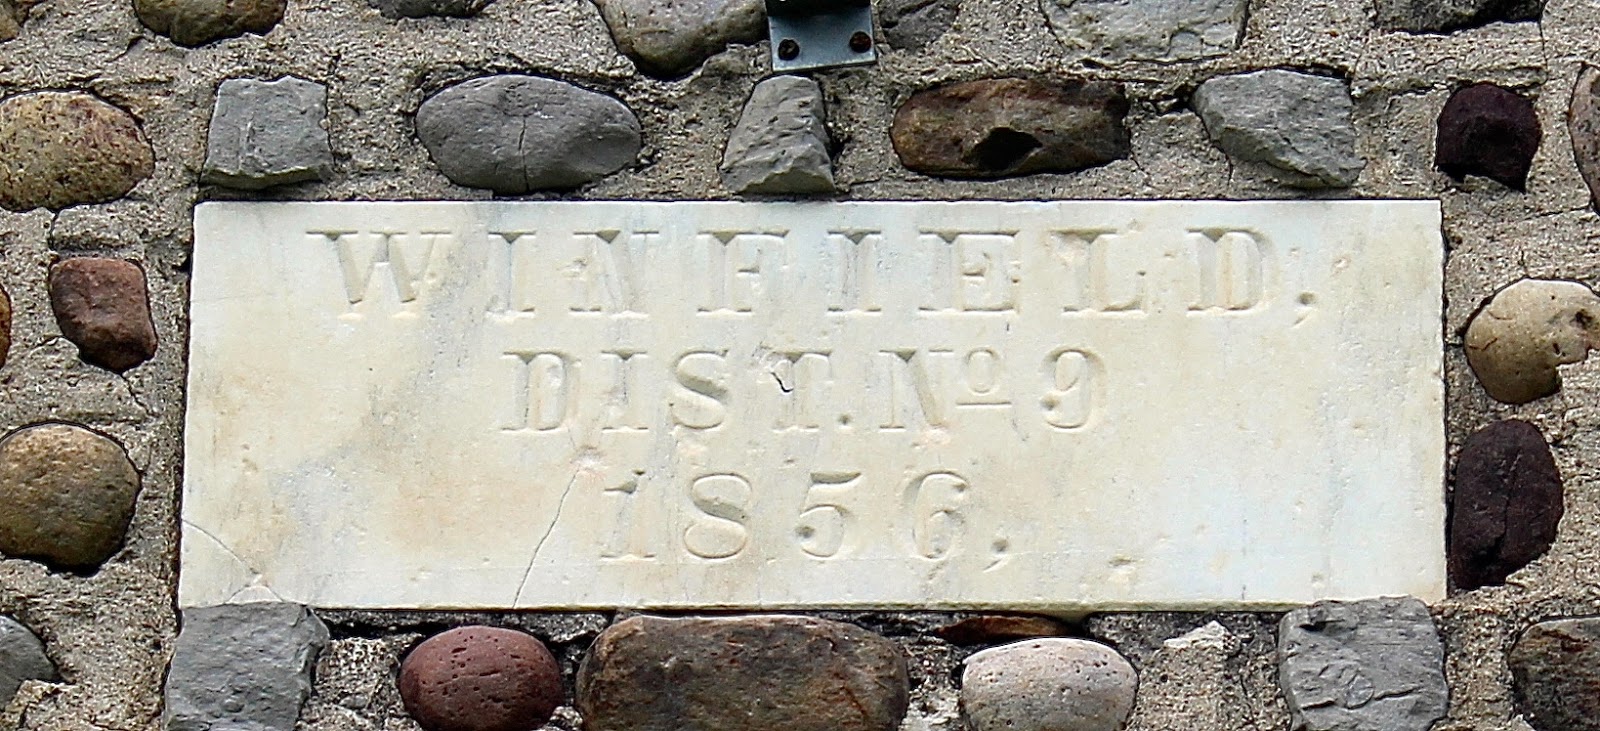 WINFIELD,
DIST. Nº 9
1856,